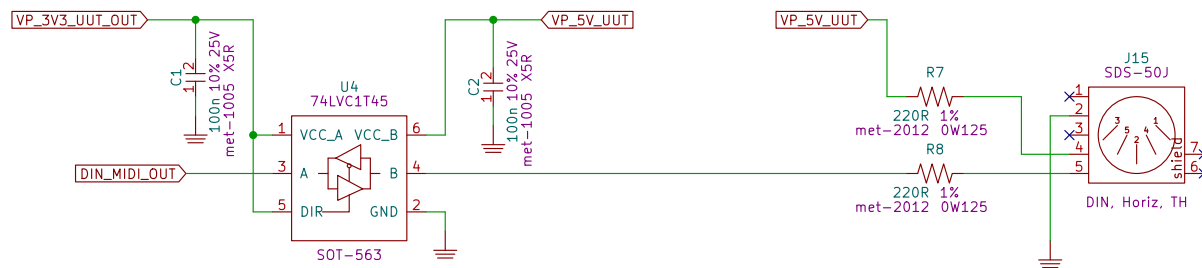 VP_3V3_UUT_OUT
VP_5V_UUT
VP_5V_UUT
C1
2
1
100n 10% 25V
met-1005 X5R
C2
2
1
100n 10% 25V
met-1005 X5R
U4
74LVC1T45
1 VCC_A VCC_B 6
DIN_MIDI_OUT
3 A B 4
5 DIR GND 2
SOT-563
R7
220R 1%
met-2012 0W125
R8
220R 1%
met-2012 0W125
J15
SDS-50J
1
2
3
4
5
3 1
5 4
2
shield
7
6
DIN, Horiz, TH